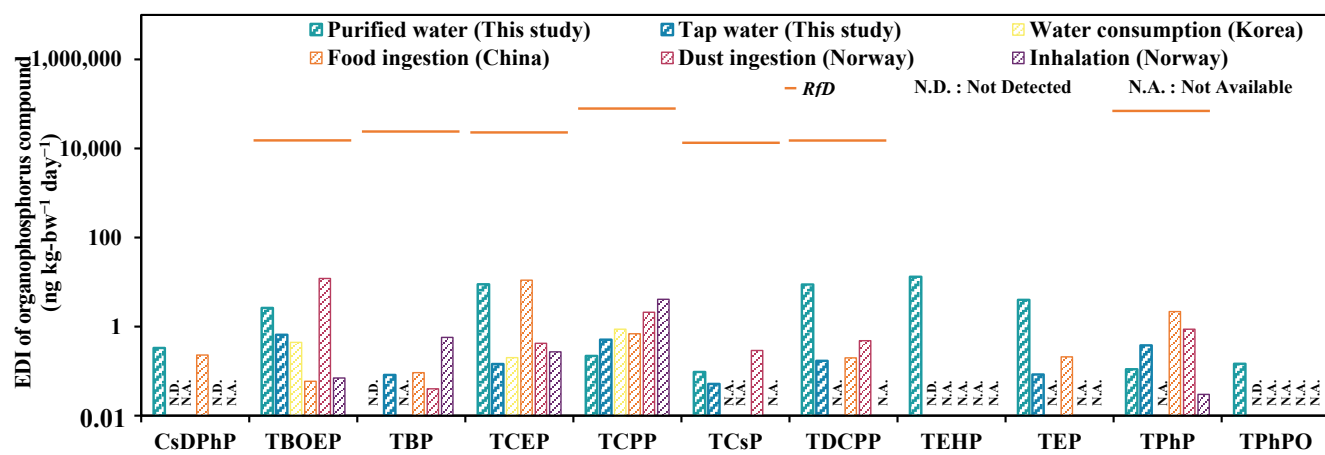 Purified water (This study) Tap water (This study) Water consumption (Korea)
Food ingestion (China) Dust ingestion (Norway) Inhalation (Norway)
RfD N.D. : Not Detected N.A. : Not Available
EDI of organophosphorus compound
(ng kg-bw⁻¹ day⁻¹)
1,000,000
10,000
100
1
0.01
N.D. N.A. N.D. N.A.
N.D. N.A.
N.A. N.A. N.A.
N.A. N.A.
N.D. N.A. N.A. N.A. N.A.
N.A. N.A. N.A.
N.A.
N.D. N.A. N.A. N.A. N.A.
CsDPhP TBOEP TBP TCEP TCPP TCsP TDCPP TEHP TEP TPhP TPhPO